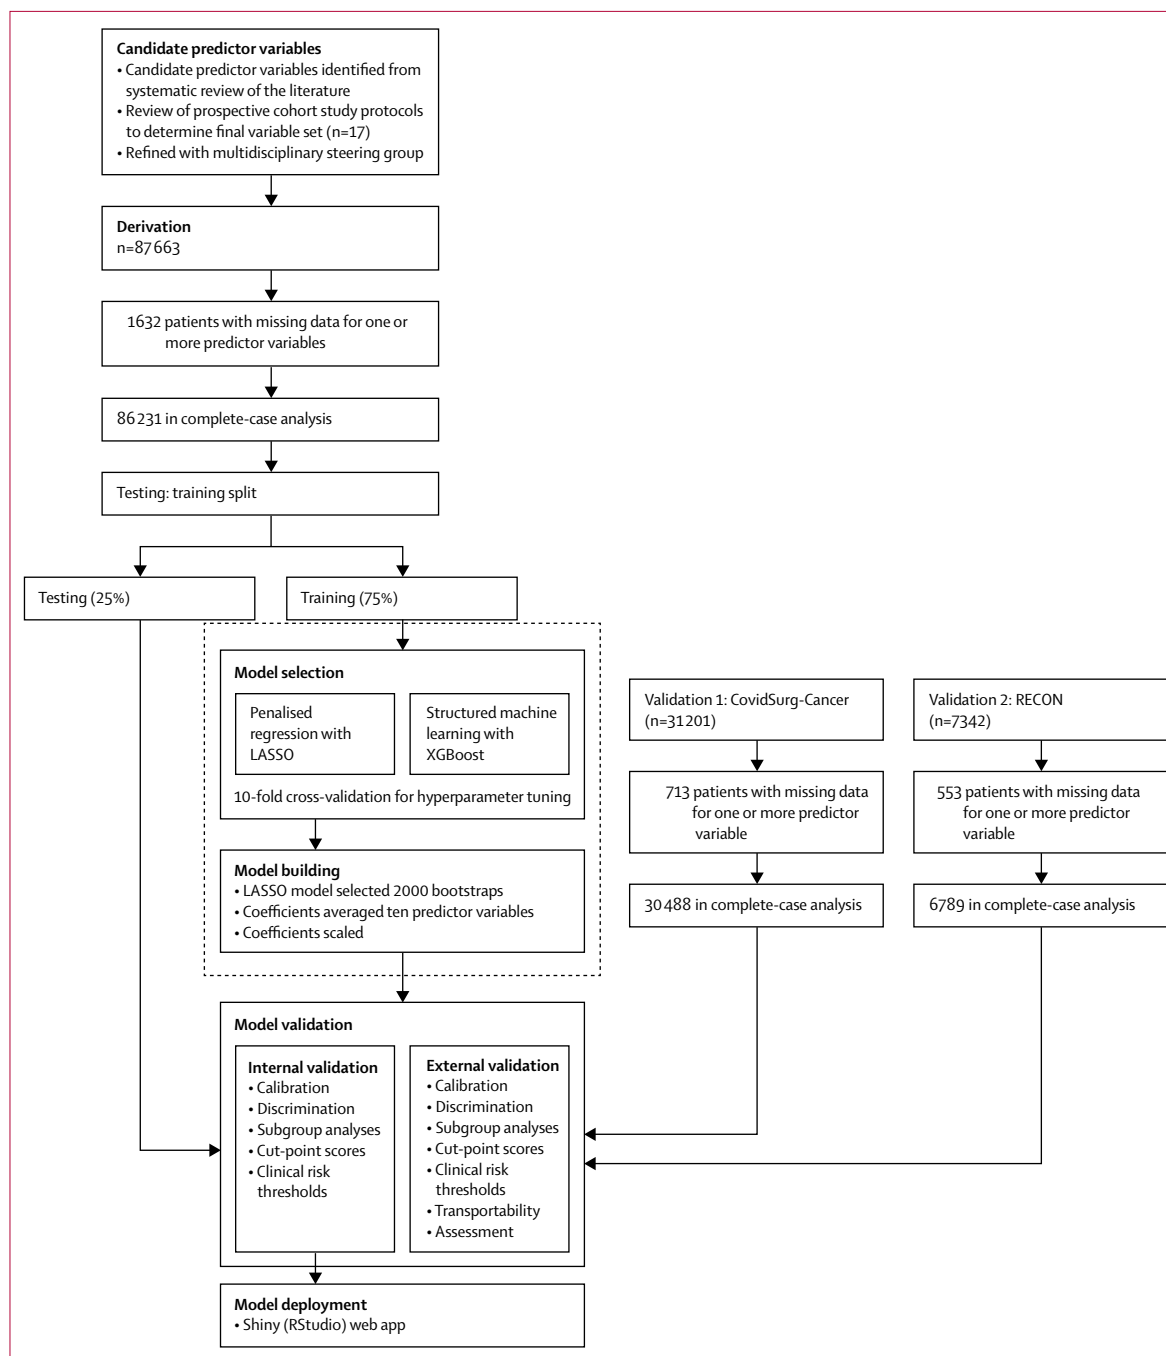 Candidate predictor variables
• Candidate predictor variables identified from
systematic review of the literature
• Review of prospective cohort study protocols
to determine final variable set (n=17)
• Refined with multidisciplinary steering group
Derivation
n=87 663
1632 patients with missing data for one or
more predictor variables
86 231 in complete-case analysis
Testing: training split
Testing (25%)
Training (75%)
Model selection
Penalised
regression with
LASSO
Structured machine
learning with
XGBoost
10-fold cross-validation for hyperparameter tuning
Model building
• LASSO model selected 2000 bootstraps
• Coefficients averaged ten predictor variables
• Coefficients scaled
Validation 1: CovidSurg-Cancer
(n=31 201)
713 patients with missing data
for one or more predictor
variable
30 488 in complete-case analysis
Validation 2: RECON
(n=7342)
553 patients with missing data
for one or more predictor
variable
6789 in complete-case analysis
Model validation
Internal validation
• Calibration
• Discrimination
• Subgroup analyses
• Cut-point scores
• Clinical risk
thresholds
External validation
• Calibration
• Discrimination
• Subgroup analyses
• Cut-point scores
• Clinical risk
thresholds
• Transportability
• Assessment
Model deployment
• Shiny (RStudio) web app